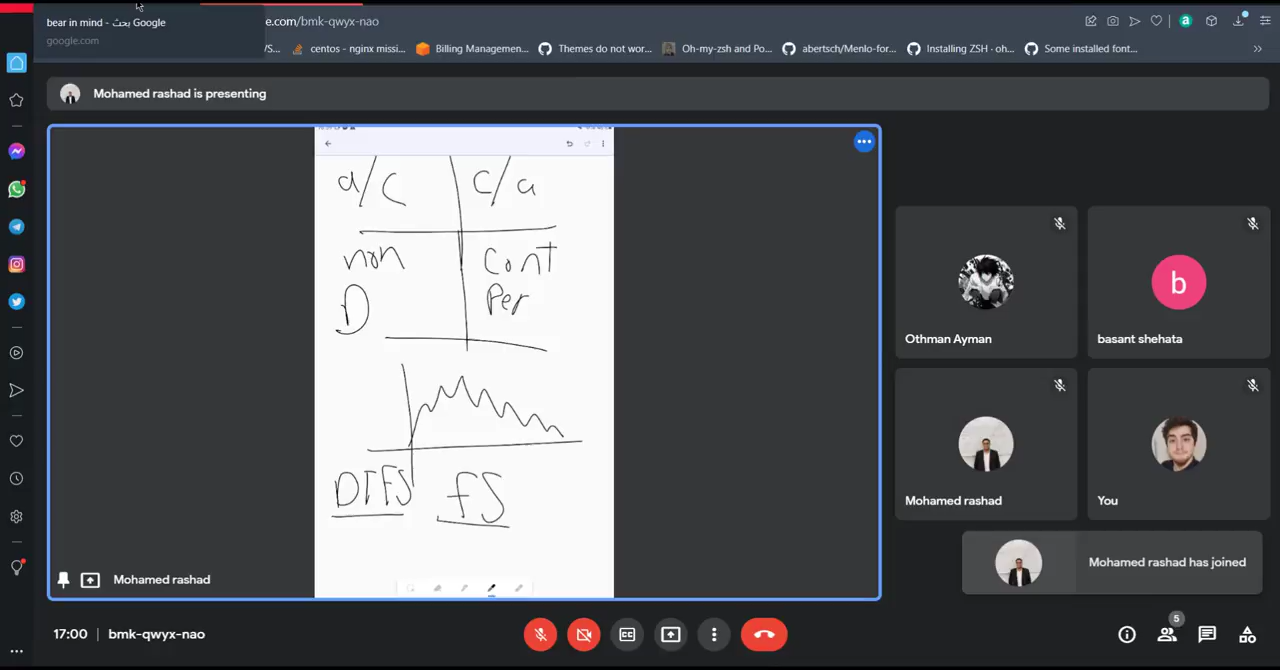 bear in mind - بحث Google
google.com
e.com/bmk-qwyx-nao
/S...
centos - nginx missi...
Billing Managemen...
Themes do not wor...
Oh-my-zsh and Po...
abertsch/Menlo-for...
Installing ZSH · oh...
Some installed font...
»
Mohamed rashad is presenting
a/C C/a
non Cont
D Per
DTFS FS
Mohamed rashad
Othman Ayman
b
basant shehata
Mohamed rashad
You
Mohamed rashad has joined
17:00 | bmk-qwyx-nao
5